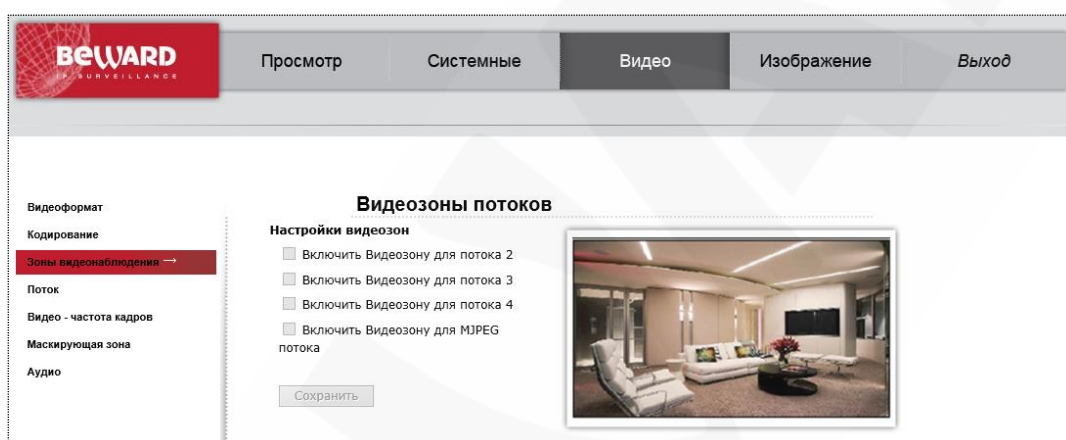 BEWARD
IP SURVEILLANCE
Просмотр Системные Видео Изображение Выход
Видеоформат
Кодирование
Зоны видеонаблюдения →
Поток
Видео - частота кадров
Маскирующая зона
Аудио
Видеозоны потоков
Настройки видеозон
Включить Видеозону для потока 2
Включить Видеозону для потока 3
Включить Видеозону для потока 4
Включить Видеозону для MJPEG
потока
Сохранить